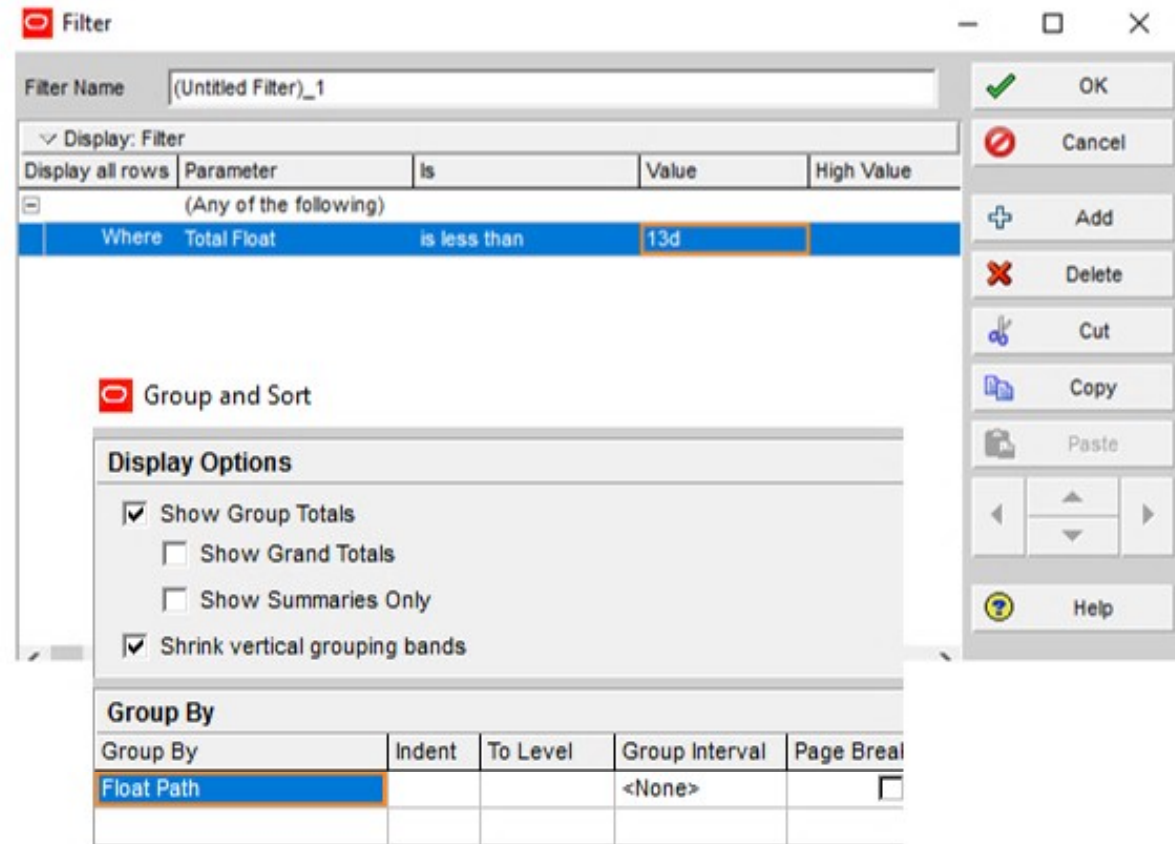 Filter
Filter Name (Untitled Filter)_1
OK
Display: Filter
Cancel
Display all rows Parameter Is Value High Value
(Any of the following)
Add
Where Total Float is less than 13d
Delete
Cut
Copy
Paste
Help
Group and Sort
Display Options
Show Group Totals
Show Grand Totals
Show Summaries Only
Shrink vertical grouping bands
Group By
Group By Indent To Level Group Interval Page Brea
Float Path <None>